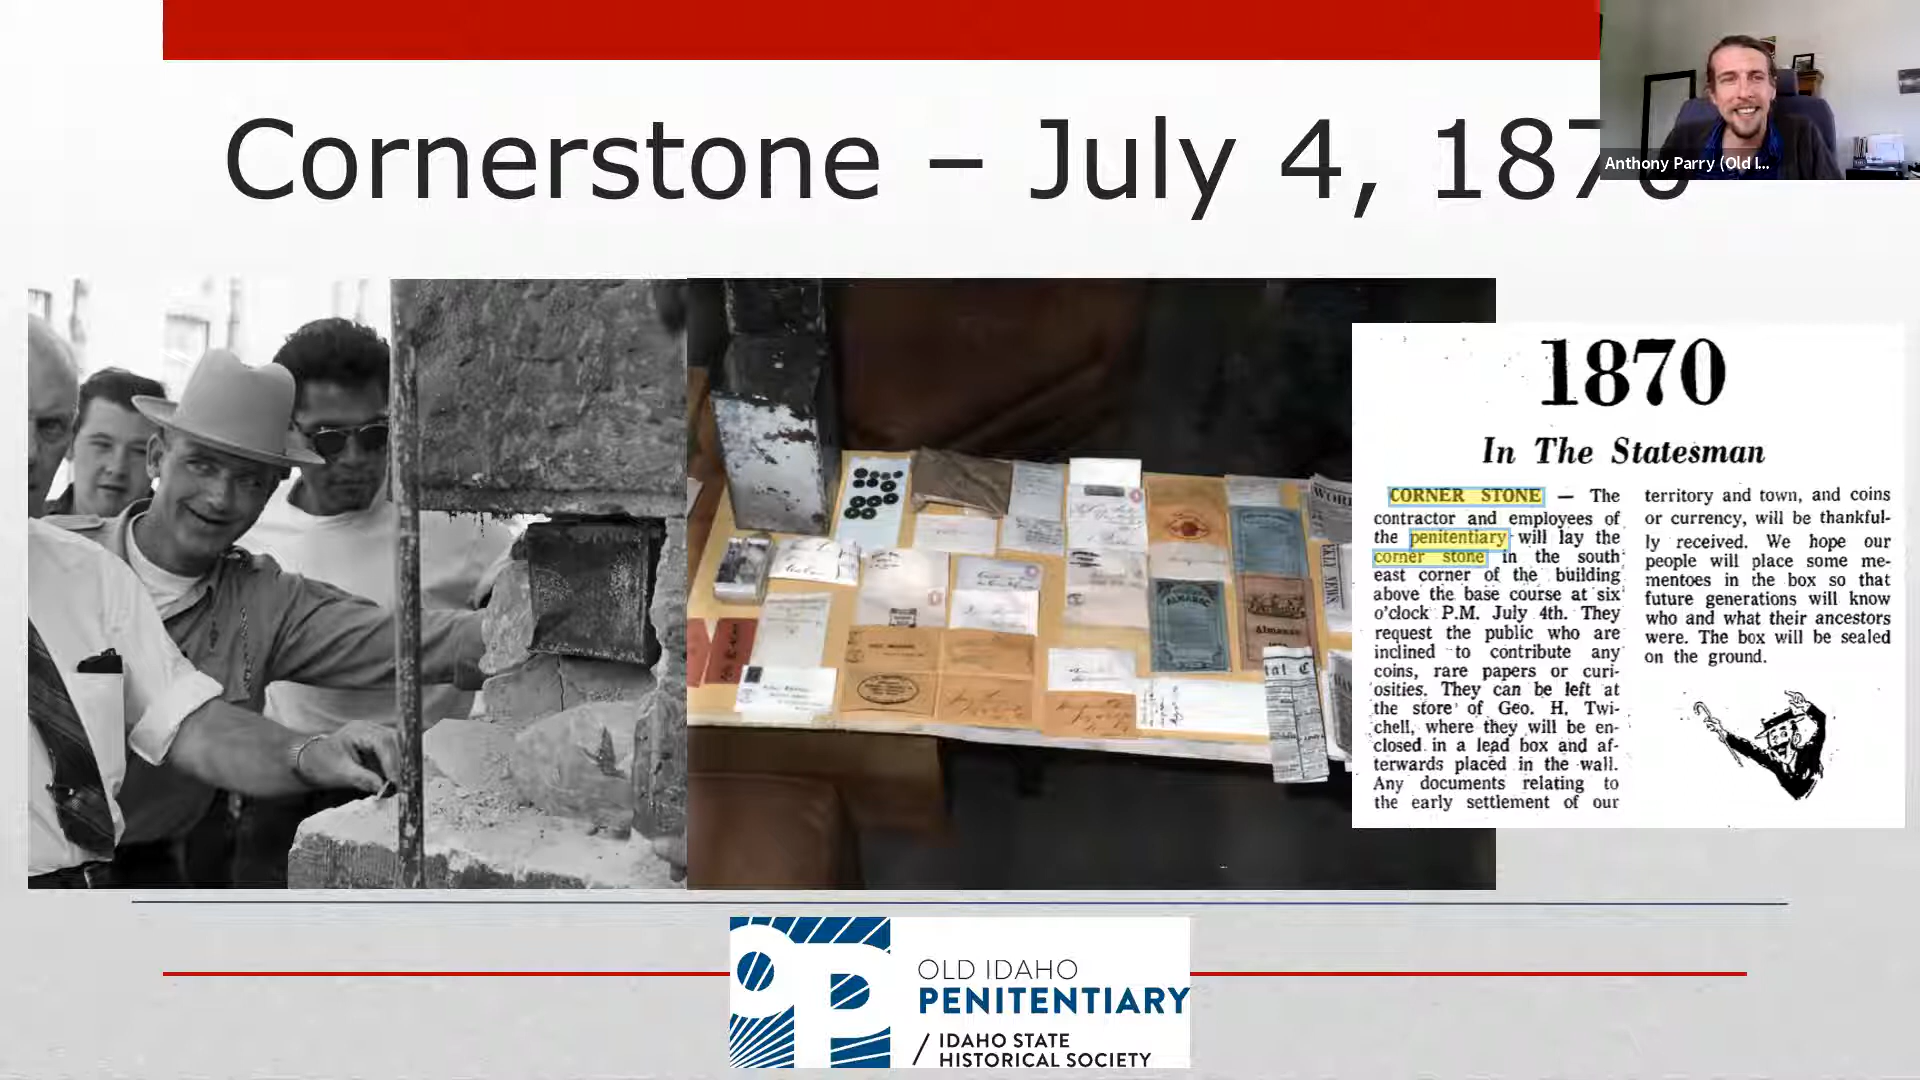 Cornerstone – July 4, 1870
Anthony Parry (Old I...
1870
In The Statesman
CORNER STONE — The
contractor and employees of
the penitentiary will lay the
corner stone in the south
east corner of the building
above the base course at six
o'clock P.M. July 4th. They
request the public who are
inclined to contribute any
coins, rare papers or curi-
osities. They can be left at
the store of Geo. H. Twi-
chell, where they will be en-
closed in a lead box and af-
terwards placed in the wall.
Any documents relating to
the early settlement of our
territory and town, and coins
or currency, will be thankful-
ly received. We hope our
people will place some me-
mentoes in the box so that
future generations will know
who and what their ancestors
were. The box will be sealed
on the ground.
ALMANAC
Almanac
OLD IDAHO
PENITENTIARY
/ IDAHO STATE
HISTORICAL SOCIETY